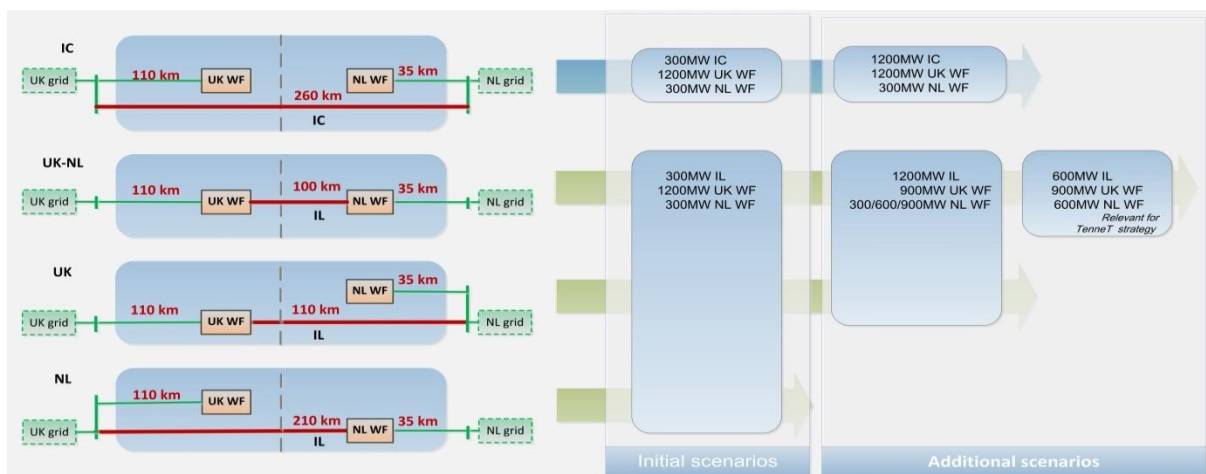 IC
UK grid
110 km
UK WF
NL WF
35 km
NL grid
260 km
IC
UK-NL
UK grid
110 km
UK WF
100 km
IL
NL WF
35 km
NL grid
UK
UK grid
110 km
UK WF
NL WF
35 km
110 km
IL
NL grid
NL
UK grid
110 km
UK WF
210 km
IL
NL WF
35 km
NL grid
300MW IC
1200MW UK WF
300MW NL WF
1200MW IC
1200MW UK WF
300MW NL WF
300MW IL
1200MW UK WF
300MW NL WF
1200MW IL
900MW UK WF
300/600/900MW NL WF
600MW IL
900MW UK WF
600MW NL WF
Relevant for
TenneT strategy
Initial scenarios
Additional scenarios